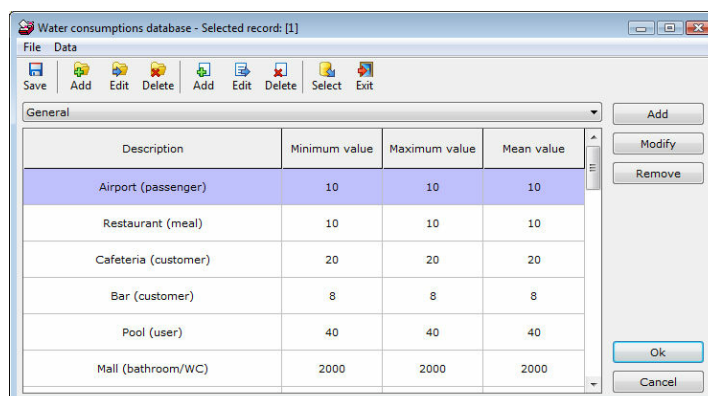 Water consumptions database - Selected record: [1]
File Data
Save Add Edit Delete Add Edit Delete Select Exit
General
Add
Modify
Remove
Description Minimum value Maximum value Mean value
Airport (passenger) 10 10 10
Restaurant (meal) 10 10 10
Cafeteria (customer) 20 20 20
Bar (customer) 8 8 8
Pool (user) 40 40 40
Mall (bathroom/WC) 2000 2000 2000
Ok
Cancel